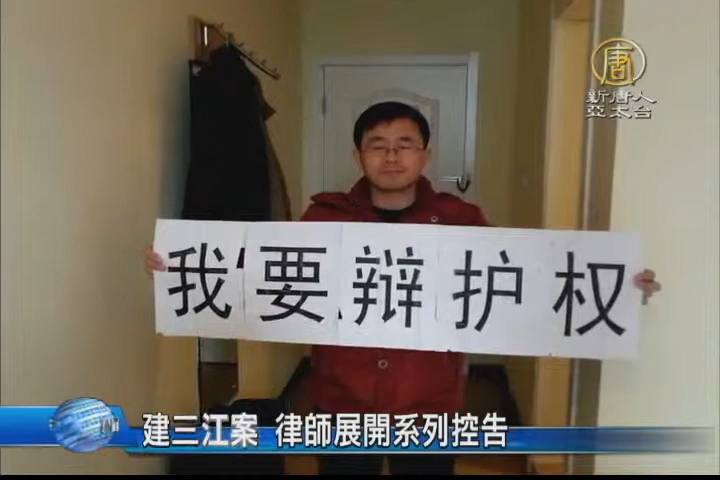 唐
新唐人
亞太台
我要辩护权
建三江案 律師展開系列控告